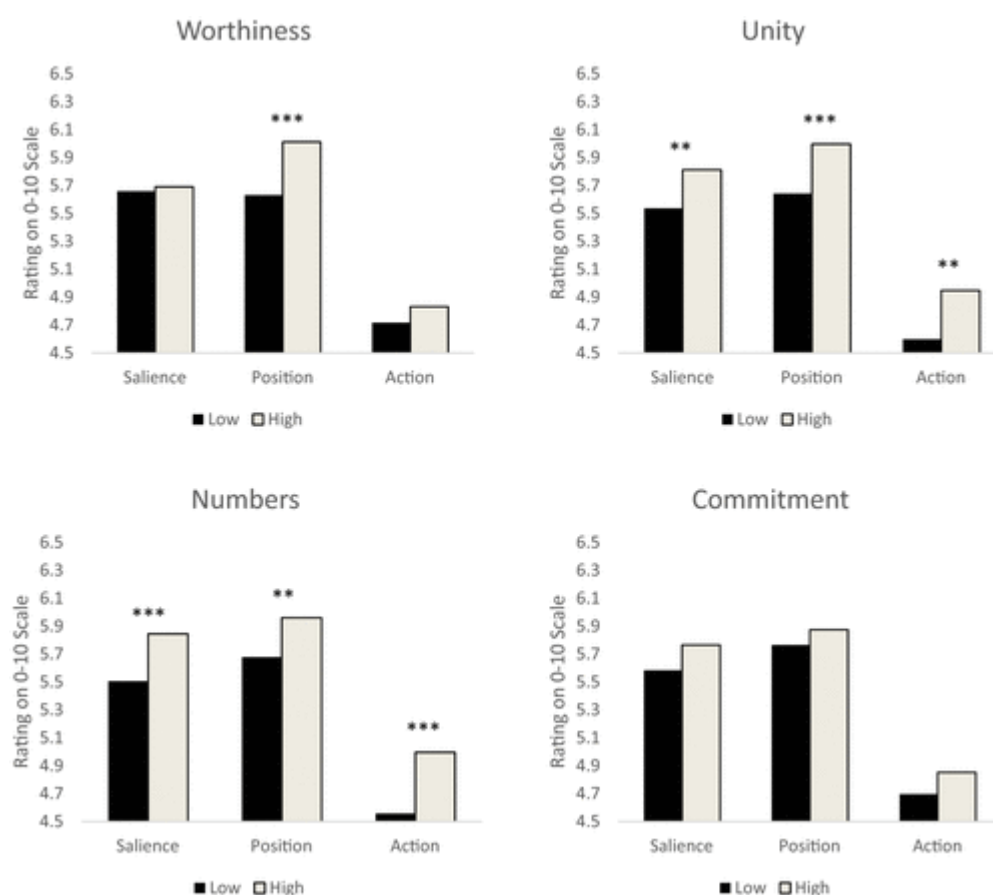 Worthiness
Rating on 0-10 Scale
6.5
6.3
6.1
5.9
5.7
5.5
5.3
5.1
4.9
4.7
4.5
***
Salience Position Action
Low High
Unity
Rating on 0-10 Scale
6.5
6.3
6.1
5.9
5.7
5.5
5.3
5.1
4.9
4.7
4.5
** *** **
Salience Position Action
Low High
Numbers
Rating on 0-10 Scale
6.5
6.3
6.1
5.9
5.7
5.5
5.3
5.1
4.9
4.7
4.5
*** ** ***
Salience Position Action
Low High
Commitment
Rating on 0-10 Scale
6.5
6.3
6.1
5.9
5.7
5.5
5.3
5.1
4.9
4.7
4.5
Salience Position Action
Low High